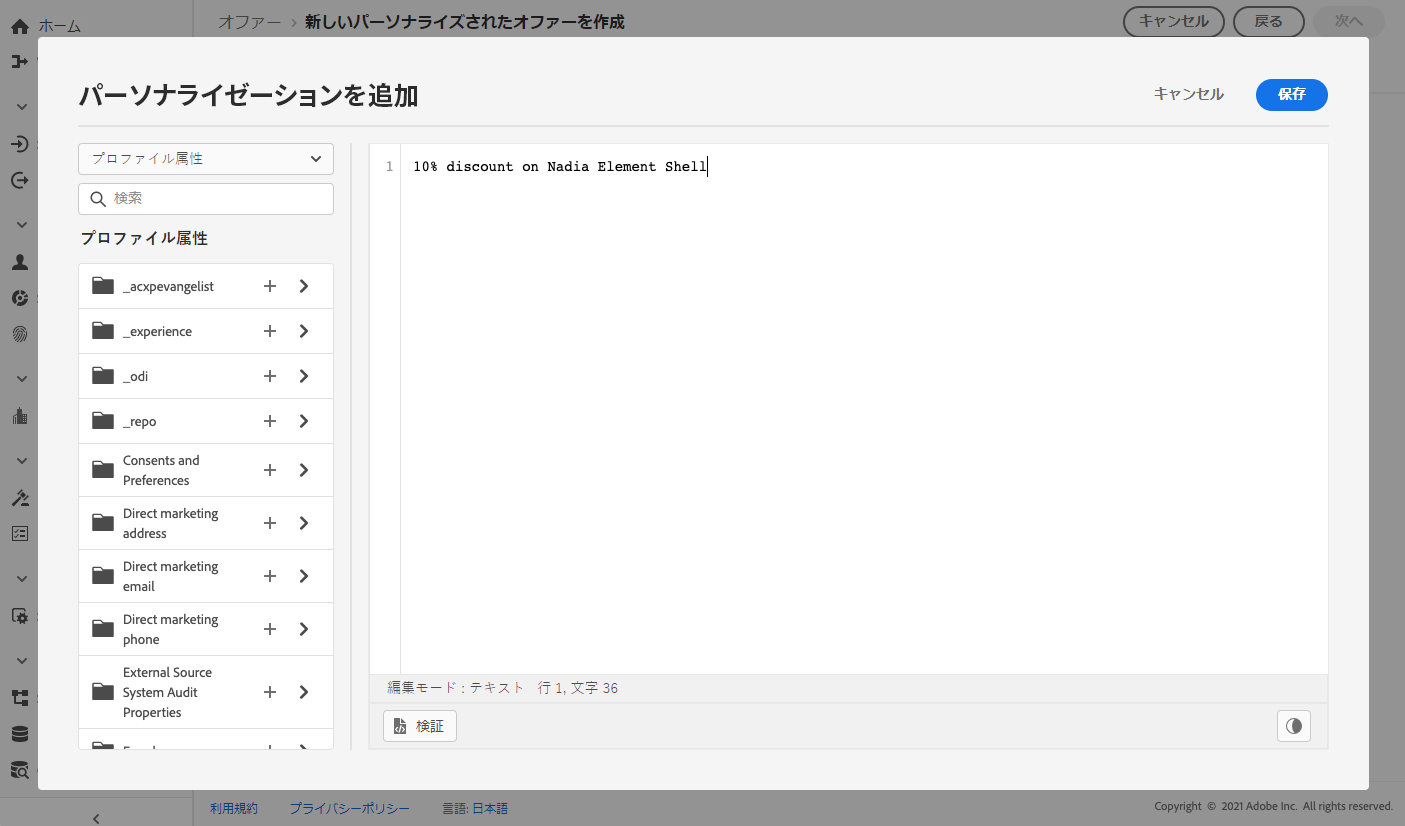 ホーム
オファー › 新しいパーソナライズされたオファーを作成
キャンセル
戻る
次へ
パーソナライゼーションを追加
キャンセル
保存
プロファイル属性
検索
プロファイル属性
_acxpevangelist
_experience
_odi
_repo
Consents and
Preferences
Direct marketing
address
Direct marketing
email
Direct marketing
phone
External Source
System Audit
Properties
1 10% discount on Nadia Element Shell
編集モード : テキスト 行 1, 文字 36
検証
利用規約
プライバシーポリシー
言語: 日本語
Copyright © 2021 Adobe Inc. All rights reserved.